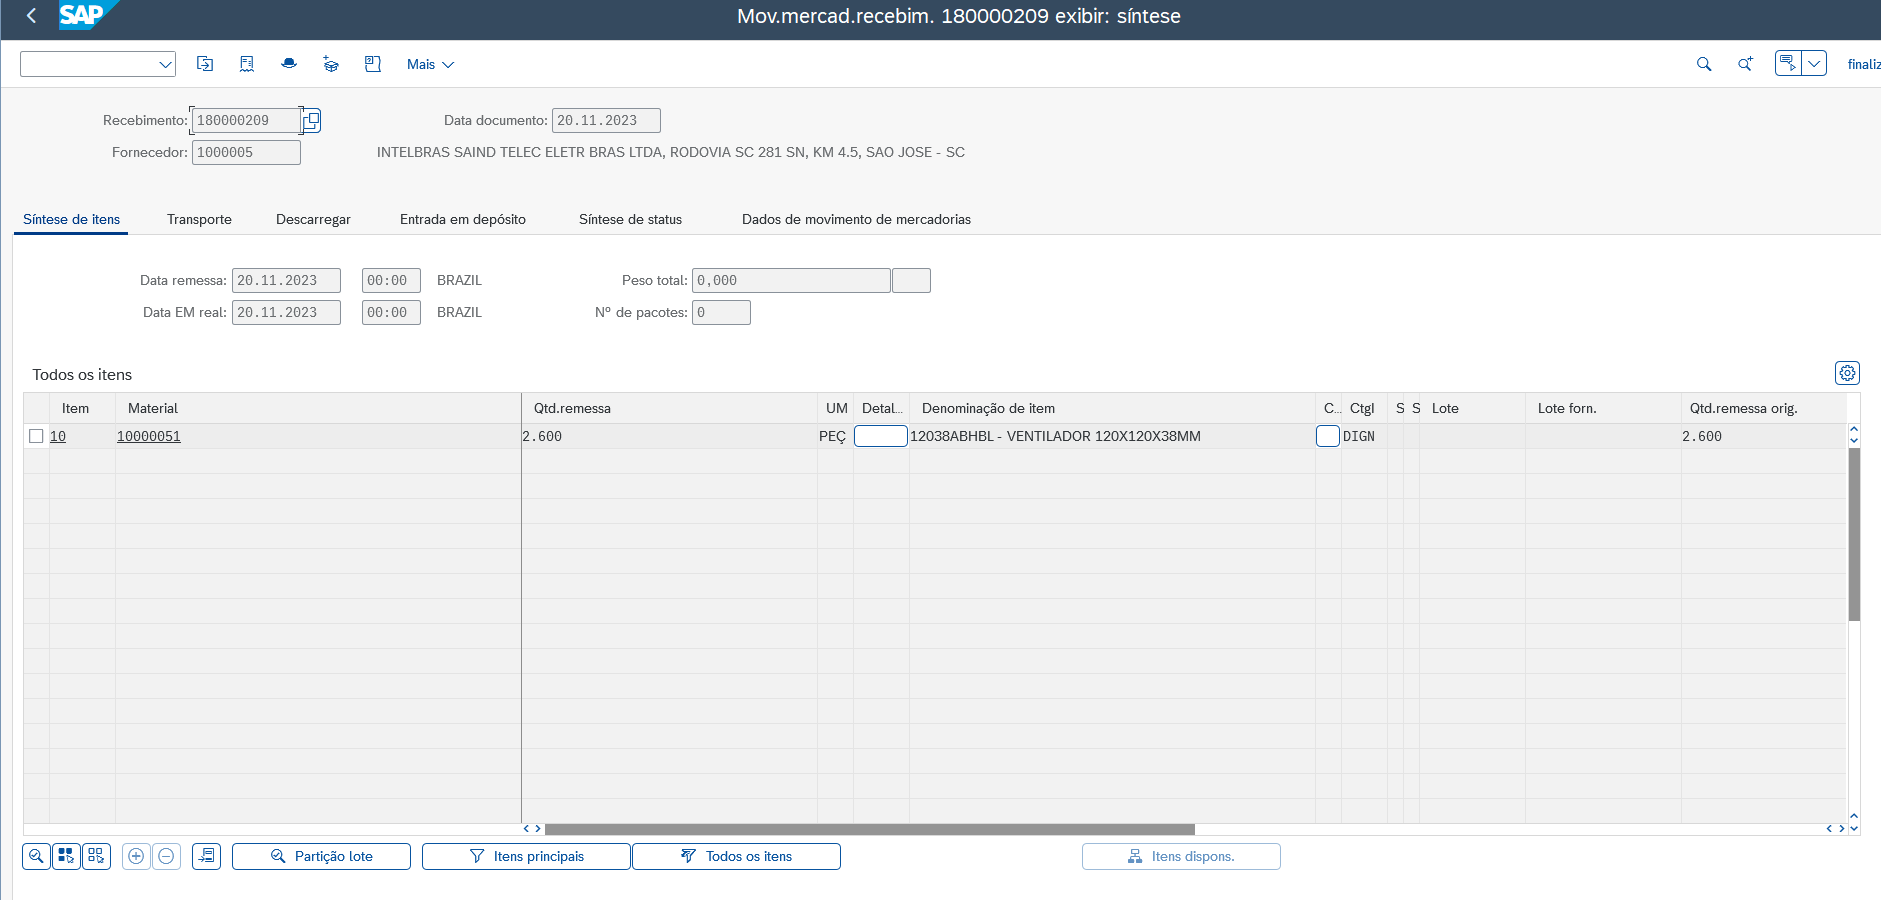 SAP Mov.mercad.recebim. 180000209 exibir: síntese
Mais finaliz
Recebimento: 180000209 Data documento: 20.11.2023
Fornecedor: 1000005 INTELBRAS SAIND TELEC ELETR BRAS LTDA, RODOVIA SC 281 SN, KM 4.5, SAO JOSE - SC
Síntese de itens Transporte Descarregar Entrada em depósito Síntese de status Dados de movimento de mercadorias
Data remessa: 20.11.2023 00:00 BRAZIL Peso total: 0,000
Data EM real: 20.11.2023 00:00 BRAZIL Nº de pacotes: 0
Todos os itens
Item Material Qtd.remessa UM Detal... Denominação de item C... CtgI S S Lote Lote forn. Qtd.remessa orig.
10 10000051 2.600 PEÇ 12038ABHBL - VENTILADOR 120X120X38MM DIGN 2.600
Partição lote Itens principais Todos os itens Itens dispons.